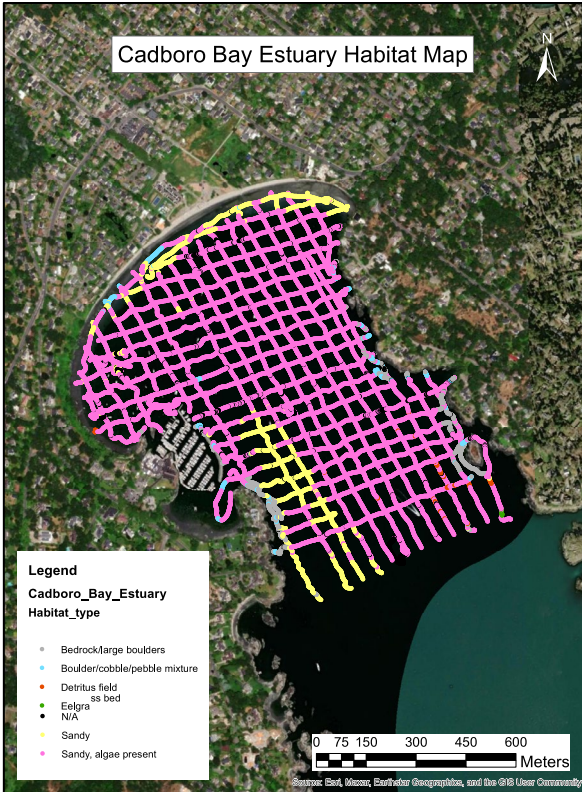 Cadboro Bay Estuary Habitat Map
N
Legend
Cadboro_Bay_Estuary
Habitat_type
Bedrock/large boulders
Boulder/cobble/pebble mixture
Detritus field
ss bed
Eelgra
N/A
Sandy
Sandy, algae present
0 75 150 300 450 600
Meters
Source: Esri, Maxar, Earthstar Geographics, and the GIS User Community